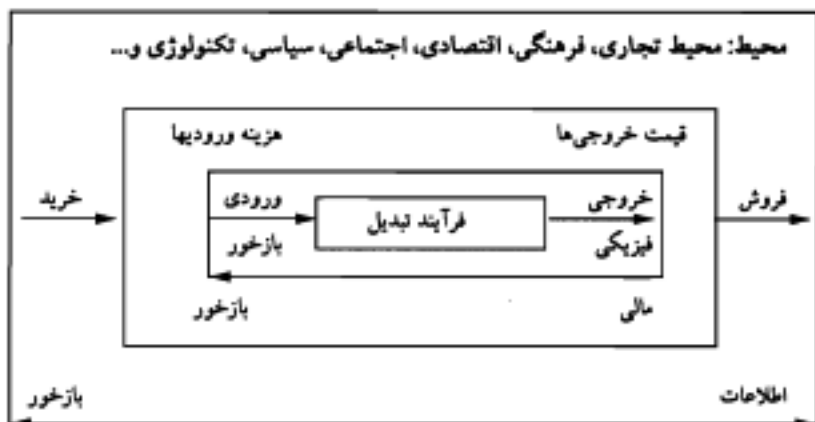 محیط: محیط تجاری، فرهنگی، اقتصادی، اجتماعی، سیاسی، تکنولوژی و...
قیمت خروجی‌ها هزینه ورودیها
فروش خروجی فرآیند تبدیل ورودی خرید
فیزیکی بازخور
مالی بازخور
اطلاعات بازخور